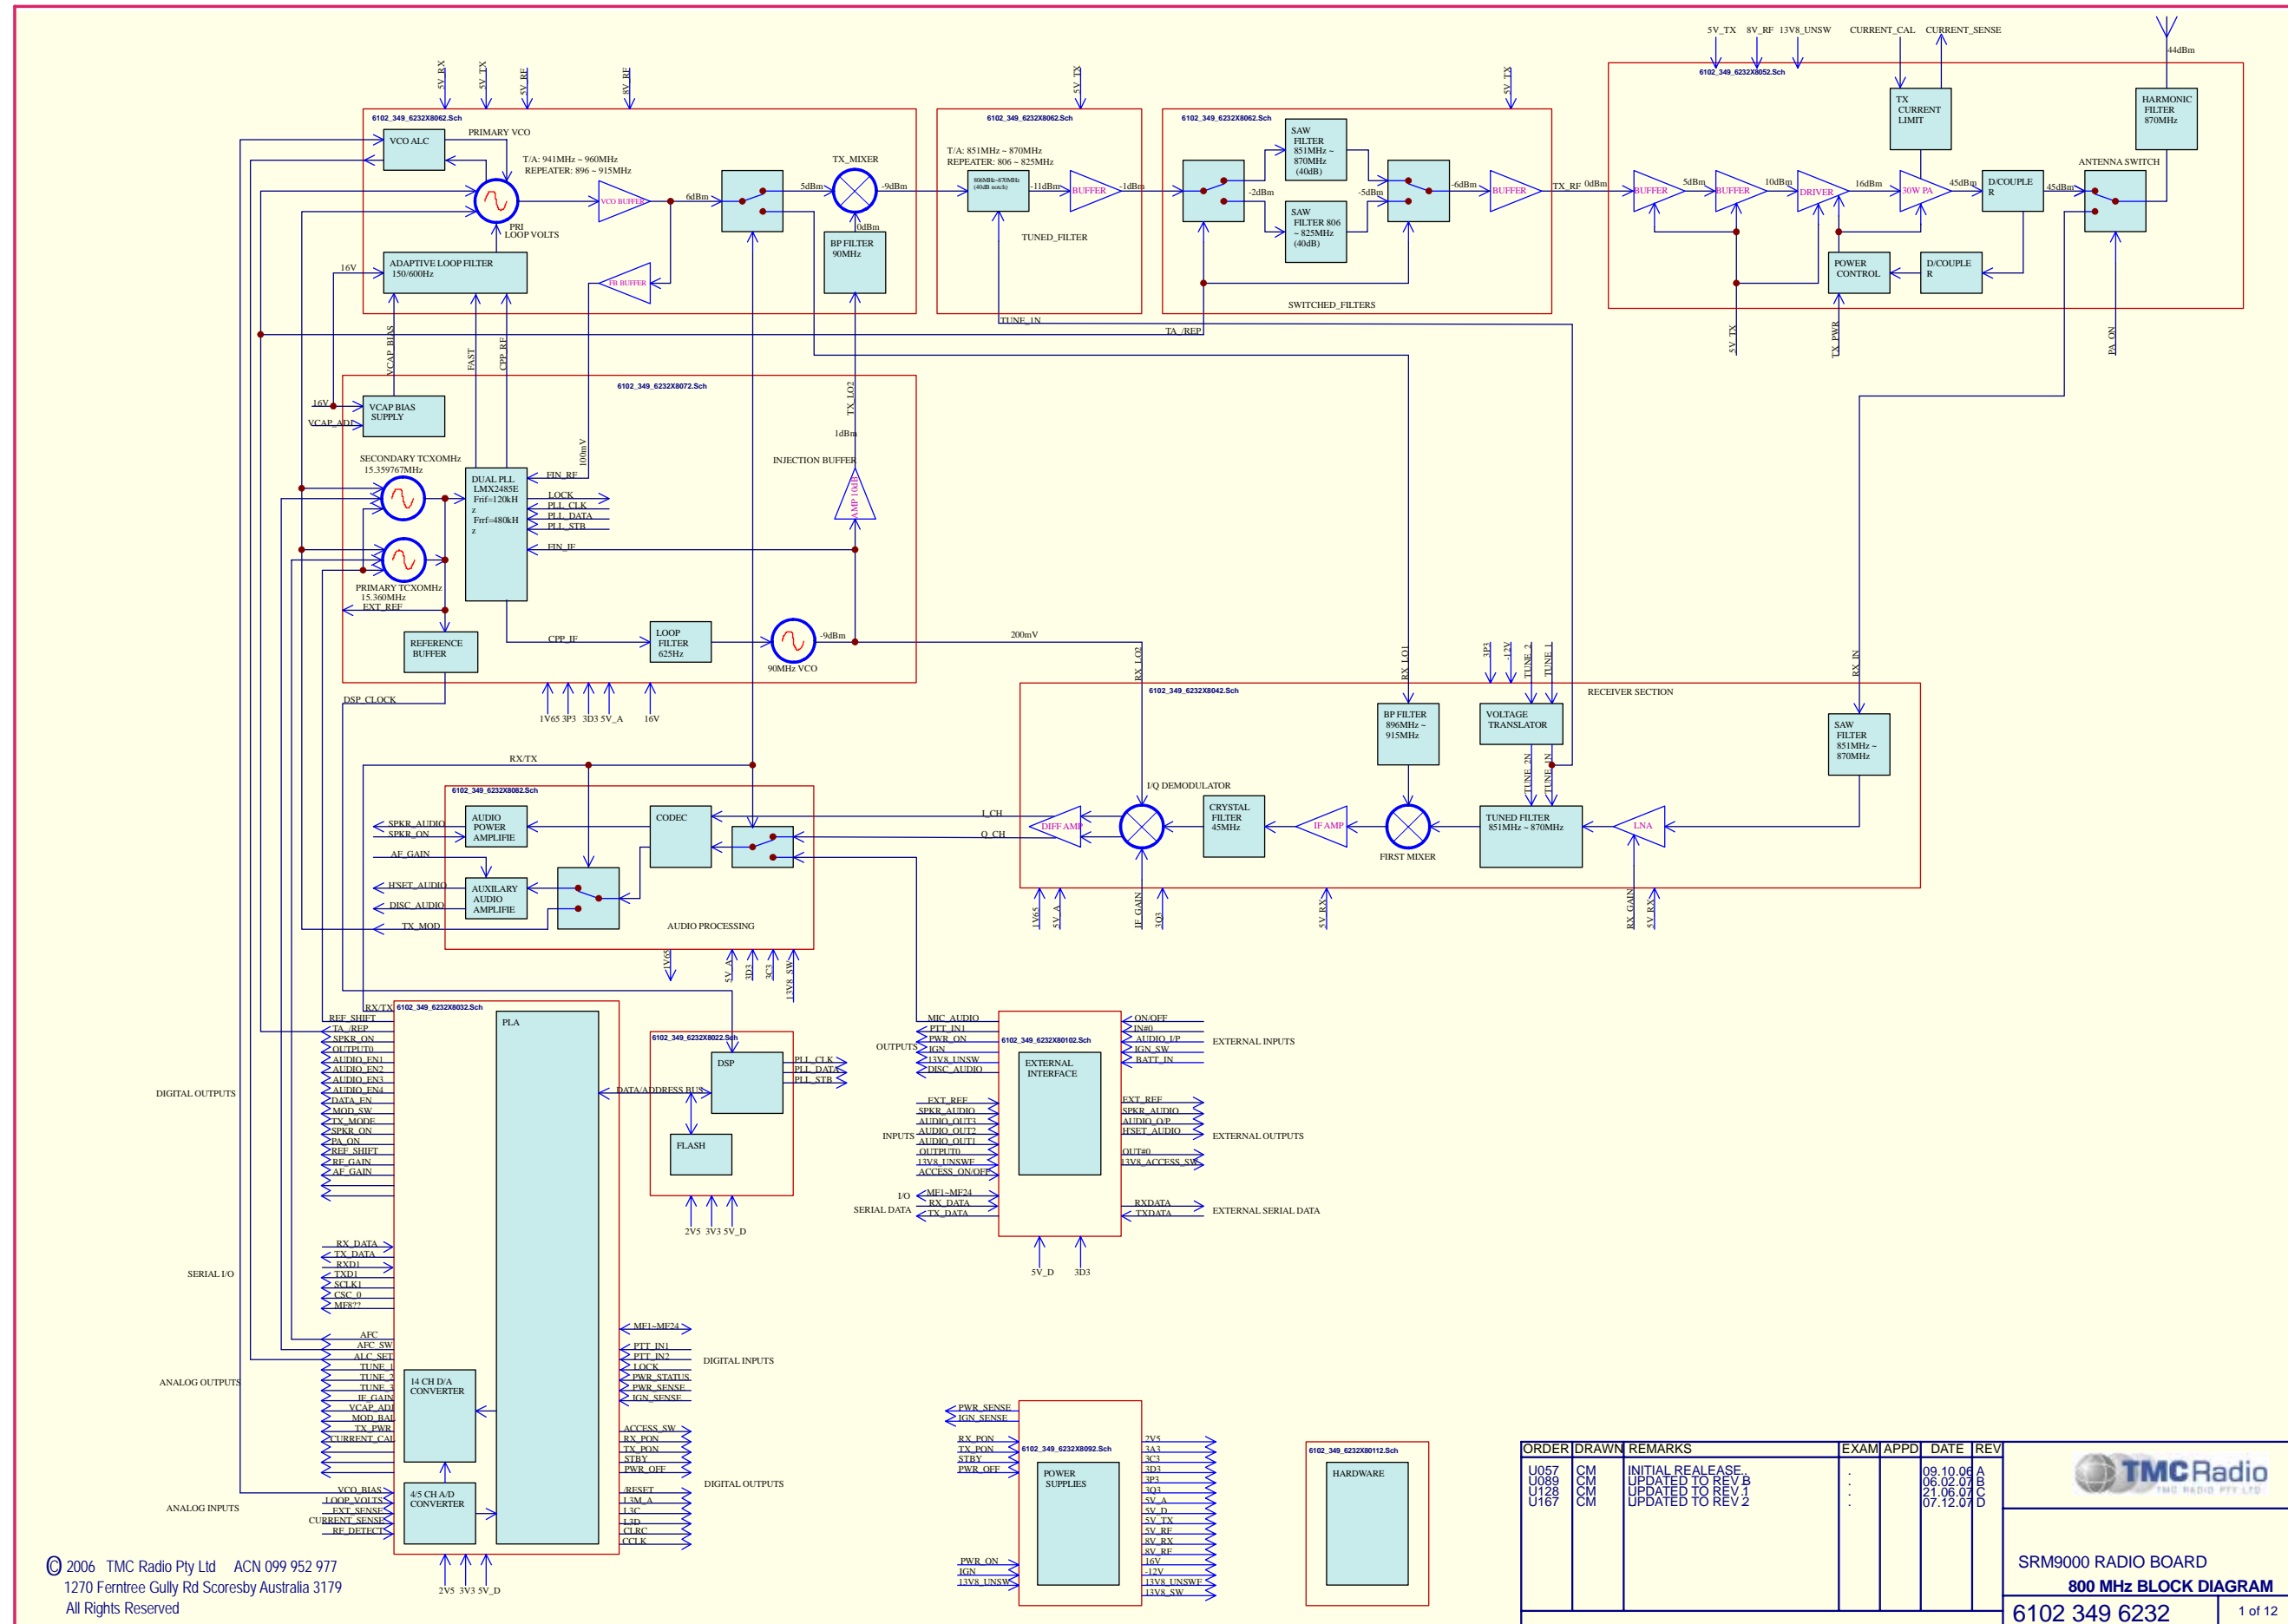 5V_RX
5V_TX
5V_RF
8V_RF
5V_TX
5V_TX
5V_TX 8V_RF 13V8_UNSW
CURRENT_CAL CURRENT_SENSE
44dBm
6102_349_6232X8062.Sch
VCO ALC
PRIMARY VCO
T/A: 941MHz ~ 960MHz
REPEATER: 896 ~ 915MHz
VCO BUFFER
6dBm
5dBm
TX_MIXER
-9dBm
0dBm
BP FILTER
90MHz
PRI
LOOP VOLTS
ADAPTIVE LOOP FILTER
150/600Hz
16V
FB BUFFER
6102_349_6232X8062.Sch
T/A: 851MHz ~ 870MHz
REPEATER: 806 ~ 825MHz
806MHz~870MHz
(40dB notch)
-11dBm
BUFFER
-1dBm
TUNED_FILTER
TUNE_1N
6102_349_6232X8062.Sch
SAW
FILTER
851MHz ~
870MHz
(40dB)
-2dBm
-5dBm
SAW
FILTER 806
~ 825MHz
(40dB)
-6dBm
BUFFER
TX_RF 0dBm
SWITCHED_FILTERS
TA_/REP
6102_349_6232X8052.Sch
TX
CURRENT
LIMIT
HARMONIC
FILTER
870MHz
ANTENNA SWITCH
BUFFER
5dBm
BUFFER
10dBm
DRIVER
16dBm
30W PA
45dBm
D/COUPLE
R
45dBm
POWER
CONTROL
D/COUPLE
R
5V_TX
TX_PWR
PA_ON
VCAP_BIAS
FAST
CPP_RF
6102_349_6232X8072.Sch
16V
VCAP_ADJ
VCAP BIAS
SUPPLY
SECONDARY TCXOMHz
15.359767MHz
DUAL PLL
LMX2485E
Frif=120kH
z
Frrf=480kH
z
100mV
FIN_RF
LOCK
PLL_CLK
PLL_DATA
PLL_STB
FIN_IF
TX_LO2
1dBm
INJECTION BUFFER
AMP 10dB
PRIMARY TCXOMHz
15.360MHz
EXT_REF
REFERENCE
BUFFER
CPP_IF
LOOP
FILTER
625Hz
-9dBm
90MHz VCO
200mV
DSP_CLOCK
1V65 3P3 3D3 5V_A 16V
RX_LO2
RX_LO1
3P3
-12V
TUNE_2
TUNE_1
RX_IN
6102_349_6232X8042.Sch
RECEIVER SECTION
BP FILTER
896MHz ~
915MHz
VOLTAGE
TRANSLATOR
SAW
FILTER
851MHz ~
870MHz
TUNE_2N
TUNE_1N
I/Q DEMODULATOR
DIFF AMP
CRYSTAL
FILTER
45MHz
IF AMP
FIRST MIXER
TUNED FILTER
851MHz ~ 870MHz
LNA
I_CH
Q_CH
1V65
5V_A
IF_GAIN
3Q3
5V_RX
RX_GAIN
5V_RX
RX/TX
6102_349_6232X8082.Sch
AUDIO
POWER
AMPLIFIE
CODEC
SPKR_AUDIO
SPKR_ON
AF_GAIN
H'SET_AUDIO
DISC_AUDIO
TX_MOD
AUXILARY
AUDIO
AMPLIFIE
AUDIO PROCESSING
1V65
5V_A
3D3
3C3
13V8_SW
6102_349_6232X8032.Sch
RX/TX
REF_SHIFT
TA_/REP
SPKR_ON
OUTPUT0
AUDIO_EN1
AUDIO_EN2
AUDIO_EN3
AUDIO_EN4
DATA_EN
MOD_SW
TX_MODE
SPKR_ON
PA_ON
REF_SHIFT
RF_GAIN
AF_GAIN
DIGITAL OUTPUTS
PLA
RX_DATA
TX_DATA
RXD1
TXD1
SCLK1
CSC_0
MF8??
SERIAL I/O
AFC
AFC_SW
ALC_SET
TUNE_1
TUNE_2
TUNE_3
IF_GAIN
VCAP_ADJ
MOD_BAL
TX_PWR
CURRENT_CAL
ANALOG OUTPUTS
14 CH D/A
CONVERTER
4/5 CH A/D
CONVERTER
VCO_BIAS
LOOP_VOLTS
EXT_SENSE
CURRENT_SENSE
RF_DETECT
ANALOG INPUTS
2V5 3V3 5V_D
MF1~MF24
PTT_IN1
PTT_IN2
LOCK
PWR_STATUS
PWR_SENSE
IGN_SENSE
DIGITAL INPUTS
ACCESS_SW
RX_PON
TX_PON
STBY
PWR_OFF
DIGITAL OUTPUTS
/RESET
L3M_A
L3C
L3D
CLRC
CCLK
6102_349_6232X8022.Sch
DSP
FLASH
DATA/ADDRESS BUS
PLL_CLK
PLL_DATA
PLL_STB
2V5 3V3 5V_D
6102_349_6232X80102.Sch
EXTERNAL
INTERFACE
MIC_AUDIO
PTT_IN1
PWR_ON
IGN
13V8_UNSW
DISC_AUDIO
OUTPUTS
EXT_REF
SPKR_AUDIO
AUDIO_OUT3
AUDIO_OUT2
AUDIO_OUT1
OUTPUT0
13V8_UNSWF
ACCESS_ON/OFF
INPUTS
I/O
MF1~MF24
SERIAL DATA
RX_DATA
TX_DATA
ON/OFF
IN#0
AUDIO_I/P
IGN_SW
BATT_IN
EXTERNAL INPUTS
EXT_REF
SPKR_AUDIO
AUDIO_O/P
H'SET_AUDIO
OUT#0
13V8_ACCESS_SW
EXTERNAL OUTPUTS
RXDATA
TXDATA
EXTERNAL SERIAL DATA
5V_D 3D3
6102_349_6232X8092.Sch
POWER
SUPPLIES
PWR_SENSE
IGN_SENSE
RX_PON
TX_PON
STBY
PWR_OFF
PWR_ON
IGN
13V8_UNSW
2V5
3A3
3C3
3D3
3P3
3Q3
5V_A
5V_D
5V_TX
5V_RF
8V_RX
8V_RF
16V
-12V
13V8_UNSWF
13V8_SW
6102_349_6232X80112.Sch
HARDWARE
ORDER DRAWN REMARKS EXAM APPD DATE REV
U057 CM INITIAL REALEASE.. . 09.10.06 A
U089 CM UPDATED TO REV B . 06.02.07 B
U128 CM UPDATED TO REV 1 . 21.06.07 C
U167 CM UPDATED TO REV 2 . 07.12.07 D
TMC Radio
TMC RADIO PTY LTD
SRM9000 RADIO BOARD
800 MHz BLOCK DIAGRAM
6102 349 6232
1 of 12
© 2006 TMC Radio Pty Ltd ACN 099 952 977
1270 Ferntree Gully Rd Scoresby Australia 3179
All Rights Reserved